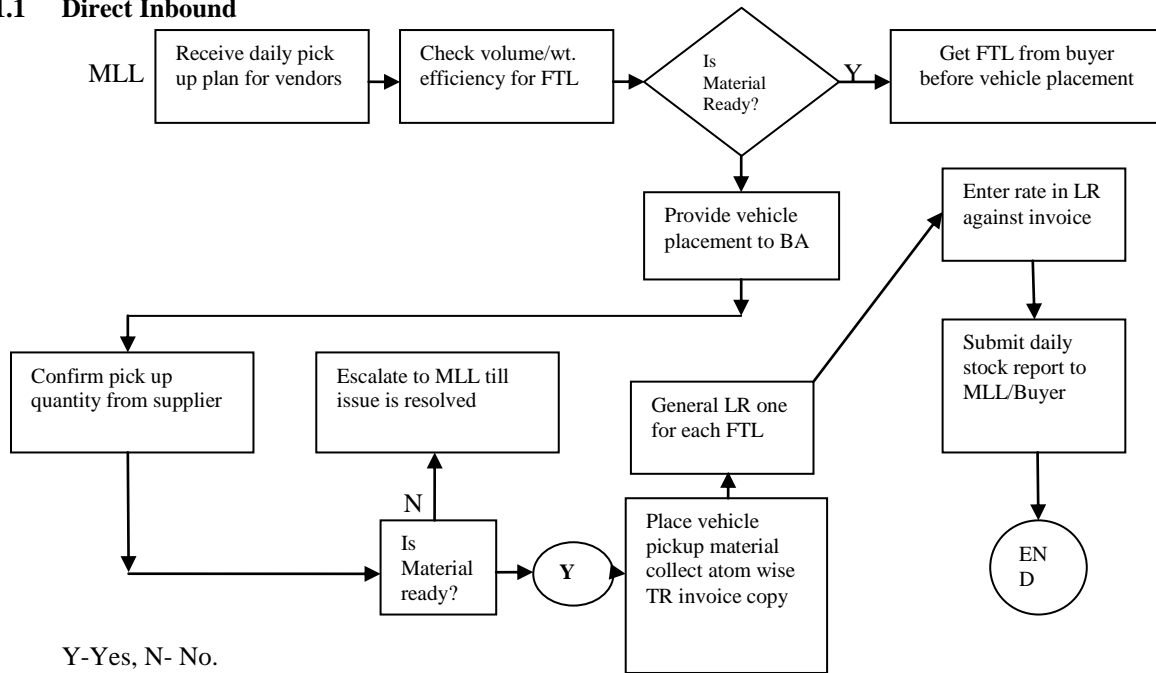 1.1 Direct Inbound
MLL
Receive daily pick
up plan for vendors
Check volume/wt.
efficiency for FTL
Is
Material
Ready?
Y
Get FTL from buyer
before vehicle placement
Provide vehicle
placement to BA
Enter rate in LR
against invoice
Submit daily
stock report to
MLL/Buyer
Confirm pick up
quantity from supplier
Escalate to MLL till
issue is resolved
General LR one
for each FTL
N
Is
Material
ready?
Y
Place vehicle
pickup material
collect atom wise
TR invoice copy
EN
D
Y-Yes, N- No.